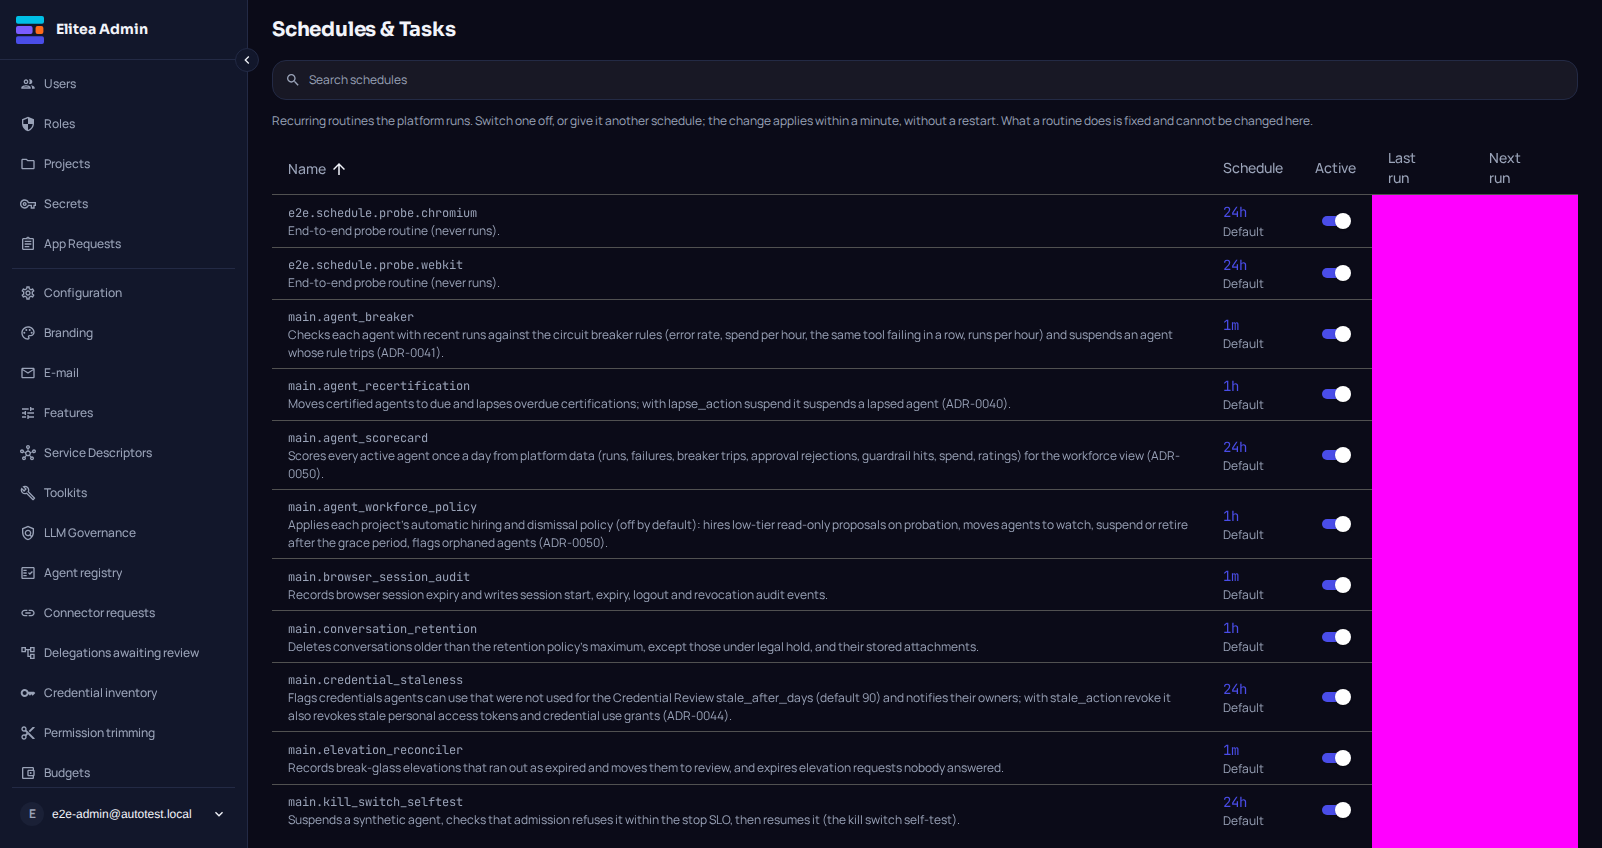 Elitea Admin
Users
Roles
Projects
Secrets
App Requests
Configuration
Branding
E-mail
Features
Service Descriptors
Toolkits
LLM Governance
Agent registry
Connector requests
Delegations awaiting review
Credential inventory
Permission trimming
Budgets
E e2e-admin@autotest.local
Schedules & Tasks
Search schedules
Recurring routines the platform runs. Switch one off, or give it another schedule; the change applies within a minute, without a restart. What a routine does is fixed and cannot be changed here.
Name Schedule Active Last run Next run
e2e.schedule.probe.chromium
End-to-end probe routine (never runs).
24h
Default
e2e.schedule.probe.webkit
End-to-end probe routine (never runs).
24h
Default
main.agent_breaker
Checks each agent with recent runs against the circuit breaker rules (error rate, spend per hour, the same tool failing in a row, runs per hour) and suspends an agent
whose rule trips (ADR-0041).
1m
Default
main.agent_recertification
Moves certified agents to due and lapses overdue certifications; with lapse_action suspend it suspends a lapsed agent (ADR-0040).
1h
Default
main.agent_scorecard
Scores every active agent once a day from platform data (runs, failures, breaker trips, approval rejections, guardrail hits, spend, ratings) for the workforce view (ADR-
0050).
24h
Default
main.agent_workforce_policy
Applies each project's automatic hiring and dismissal policy (off by default): hires low-tier read-only proposals on probation, moves agents to watch, suspend or retire
after the grace period, flags orphaned agents (ADR-0050).
1h
Default
main.browser_session_audit
Records browser session expiry and writes session start, expiry, logout and revocation audit events.
1m
Default
main.conversation_retention
Deletes conversations older than the retention policy's maximum, except those under legal hold, and their stored attachments.
1h
Default
main.credential_staleness
Flags credentials agents can use that were not used for the Credential Review stale_after_days (default 90) and notifies their owners; with stale_action revoke it
also revokes stale personal access tokens and credential use grants (ADR-0044).
24h
Default
main.elevation_reconciler
Records break-glass elevations that ran out as expired and moves them to review, and expires elevation requests nobody answered.
1m
Default
main.kill_switch_selftest
Suspends a synthetic agent, checks that admission refuses it within the stop SLO, then resumes it (the kill switch self-test).
24h
Default